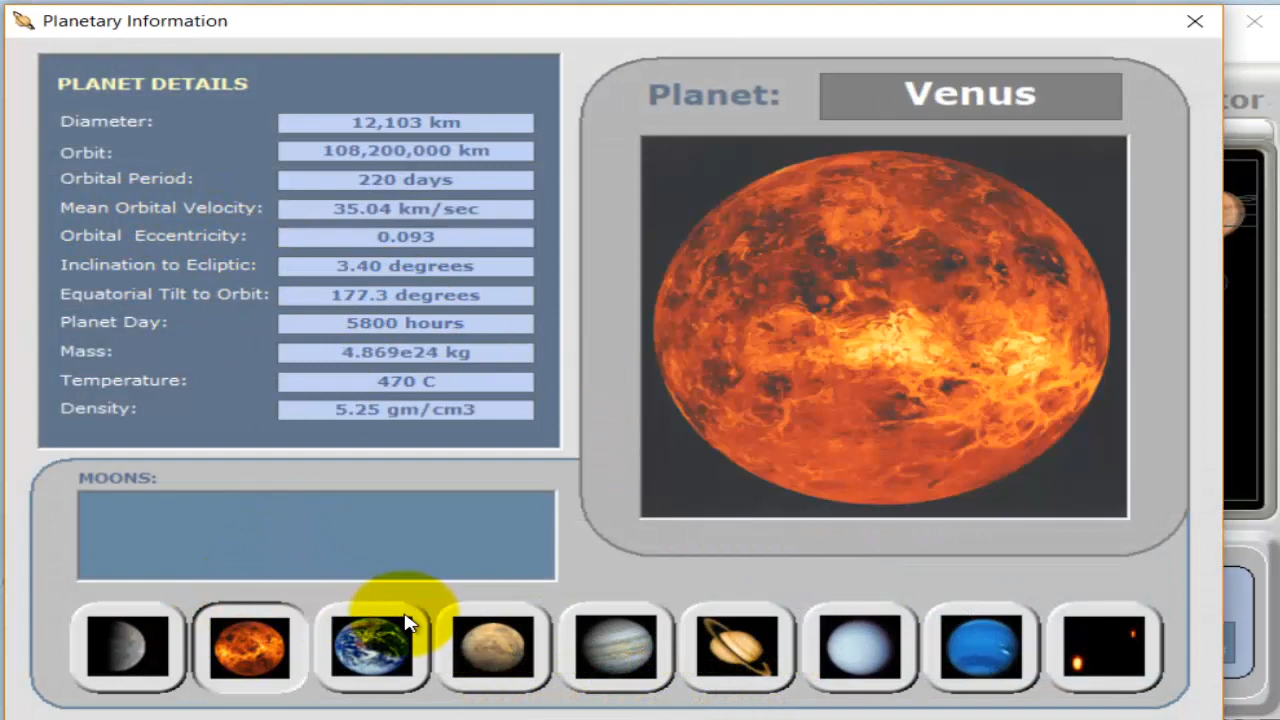 Planetary Information
PLANET DETAILS
Diameter: 12,103 km
Orbit: 108,200,000 km
Orbital Period: 220 days
Mean Orbital Velocity: 35.04 km/sec
Orbital Eccentricity: 0.093
Inclination to Ecliptic: 3.40 degrees
Equatorial Tilt to Orbit: 177.3 degrees
Planet Day: 5800 hours
Mass: 4.869e24 kg
Temperature: 470 C
Density: 5.25 gm/cm3
Planet: Venus
tor
MOONS: